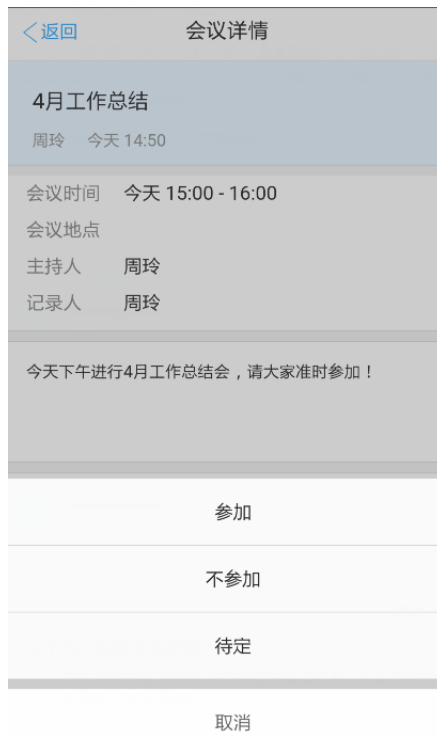 返回 会议详情
4月工作总结
周玲 今天 14:50
会议时间 今天 15:00 - 16:00
会议地点
主持人 周玲
记录人 周玲
今天下午进行4月工作总结会，请大家准时参加！
参加
不参加
待定
取消